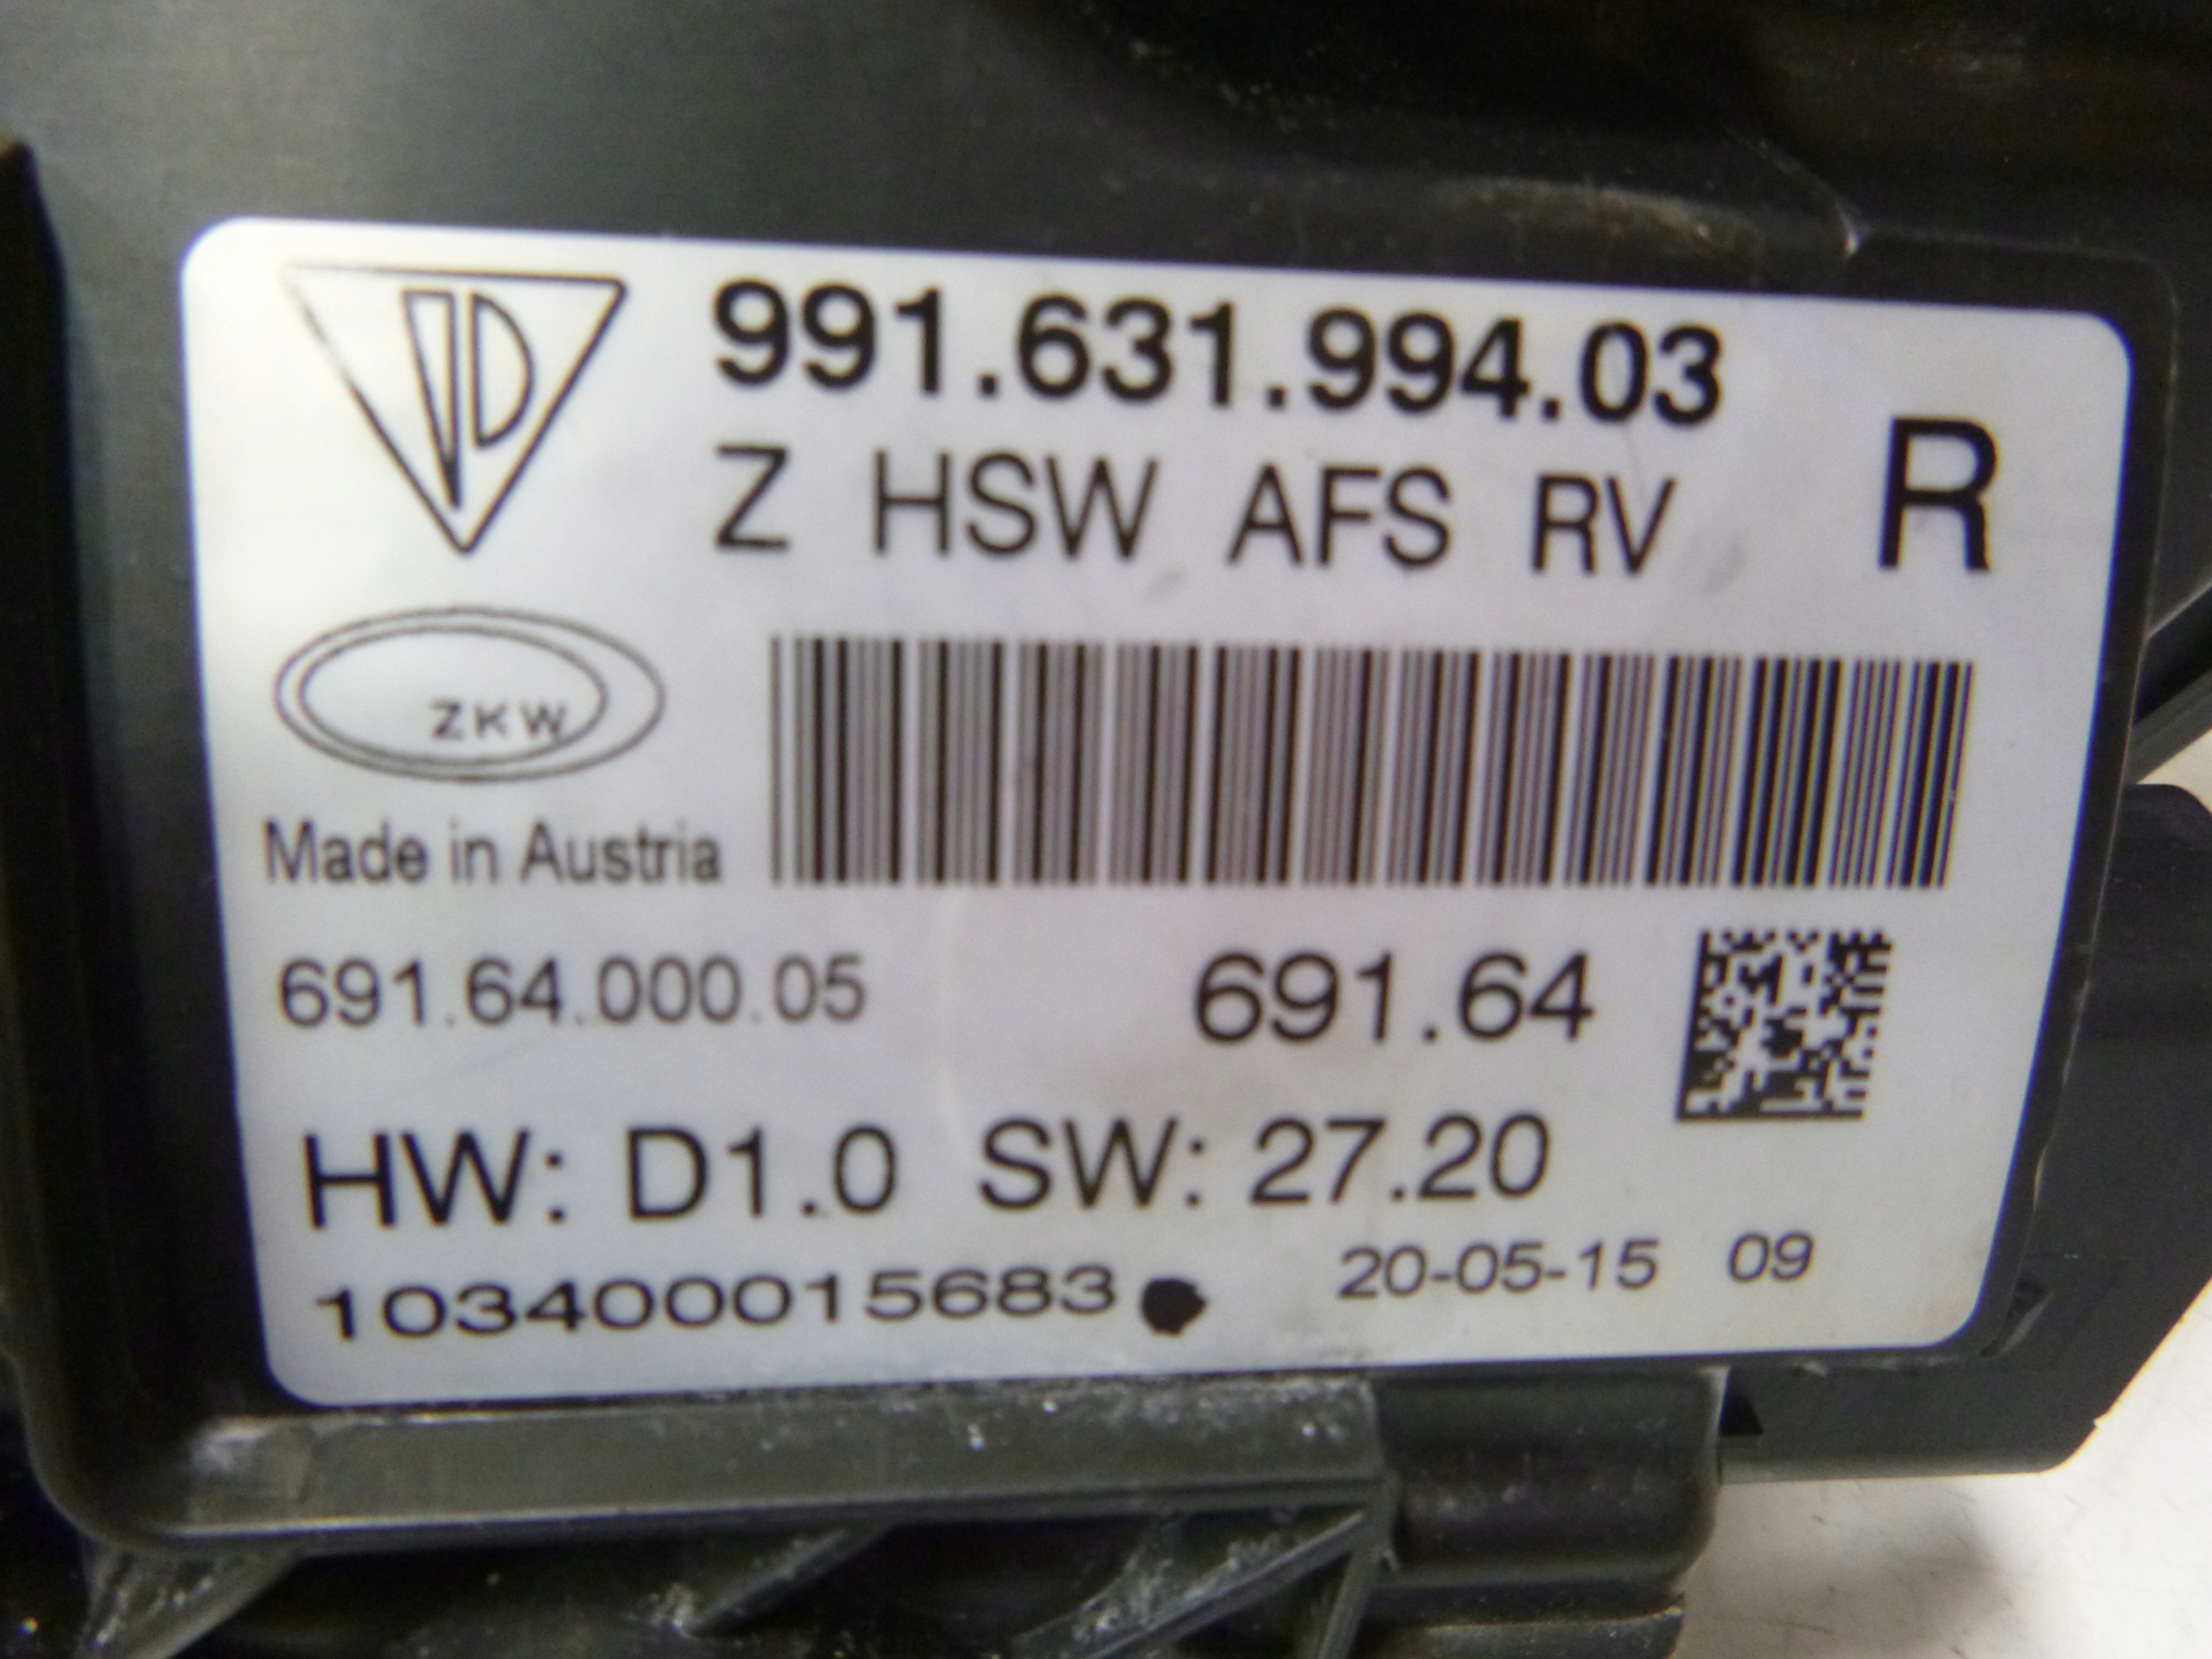 991.631.994.03
Z HSW AFS RV R
ZKW
Made in Austria
691.64.000.05 691.64
HW: D1.0 SW: 27.20
103400015683 20-05-15 09